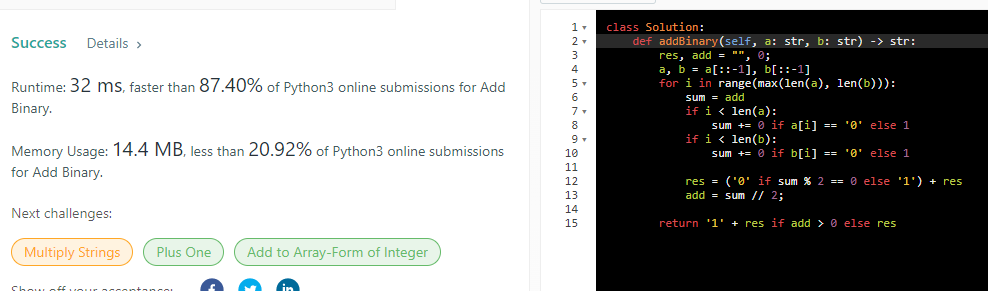 Success Details >
Runtime: 32 ms, faster than 87.40% of Python3 online submissions for Add
Binary.
Memory Usage: 14.4 MB, less than 20.92% of Python3 online submissions
for Add Binary.
Next challenges:
Multiply Strings Plus One Add to Array-Form of Integer
Show off your acceptance:
1 class Solution:
2 def addBinary(self, a: str, b: str) -> str:
3 res, add = "", 0;
4 a, b = a[::-1], b[::-1]
5 for i in range(max(len(a), len(b))):
6 sum = add
7 if i < len(a):
8 sum += 0 if a[i] == '0' else 1
9 if i < len(b):
10 sum += 0 if b[i] == '0' else 1
11
12 res = ('0' if sum % 2 == 0 else '1') + res
13 add = sum // 2;
14
15 return '1' + res if add > 0 else res